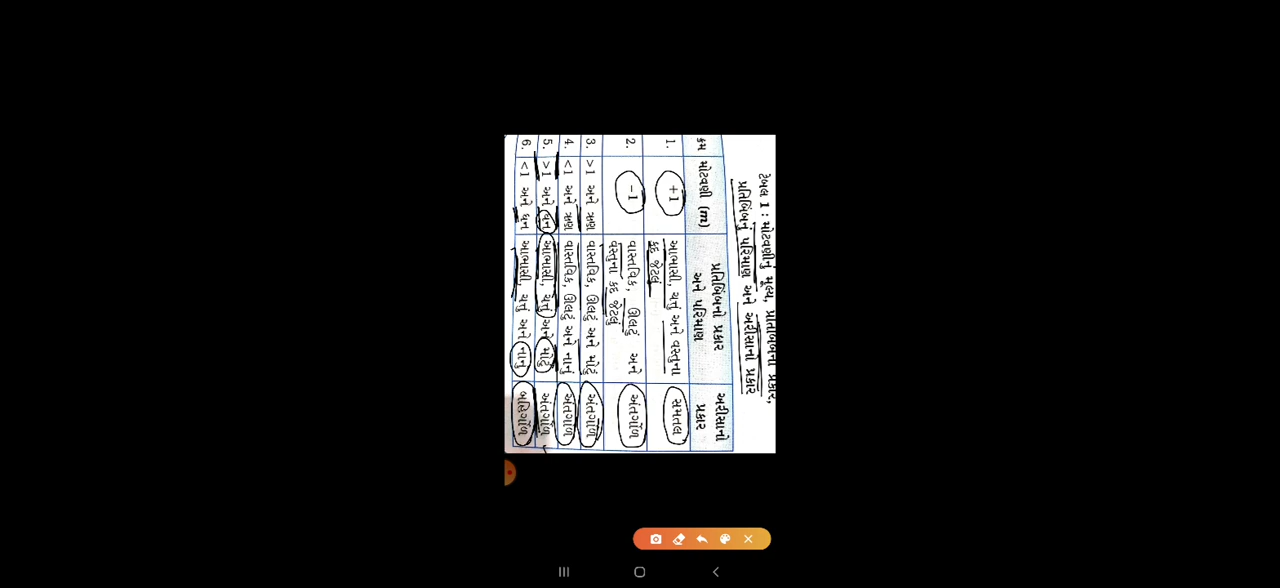 ટેબલ 1 : મોટવણીનું મૂલ્ય, પ્રતિબિંબનો પ્રકાર,
પ્રતિબિંબનું પરિમાણ અને અરીસાનો પ્રકાર
ક્રમ મોટવણી (m) પ્રતિબિંબનો પ્રકાર અને પરિમાણ અરીસાનો પ્રકાર
1. +1 આભાસી, ચત્તું અને વસ્તુના કદ જેટલું સમતલ
2. -1 વાસ્તવિક, ઊલટું અને વસ્તુના કદ જેટલું અંતર્ગોળ
3. >1 અને ઋણ વાસ્તવિક, ઊલટું અને મોટું અંતર્ગોળ
4. <1 અને ઋણ વાસ્તવિક, ઊલટું અને નાનું અંતર્ગોળ
5. >1 અને ધન આભાસી, ચત્તું અને મોટું અંતર્ગોળ
6. <1 અને ધન આભાસી, ચત્તું અને નાનું બહિર્ગોળ